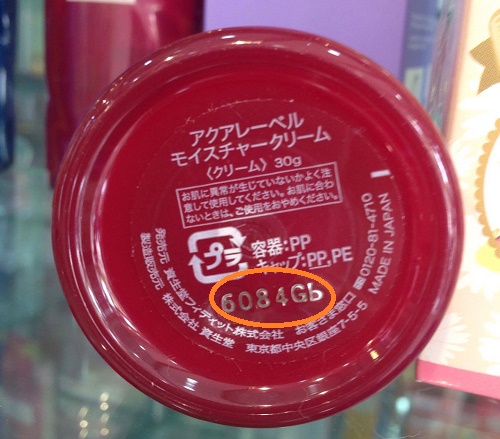 アクアレーベル
モイスチャークリーム
〈クリーム〉30g
お肌に異常が生じていないかよく注
意して使用してください。お肌に合わ
ないときは、ご使用をおやめください。
プラ
容器:PP
キャップ:PP,PE
6084Gb
発売元 資生堂フィティット株式会社 お客さま窓口 0120-81-4710
製造販売元 株式会社 資生堂 東京都中央区銀座7-5-5 MADE IN JAPAN